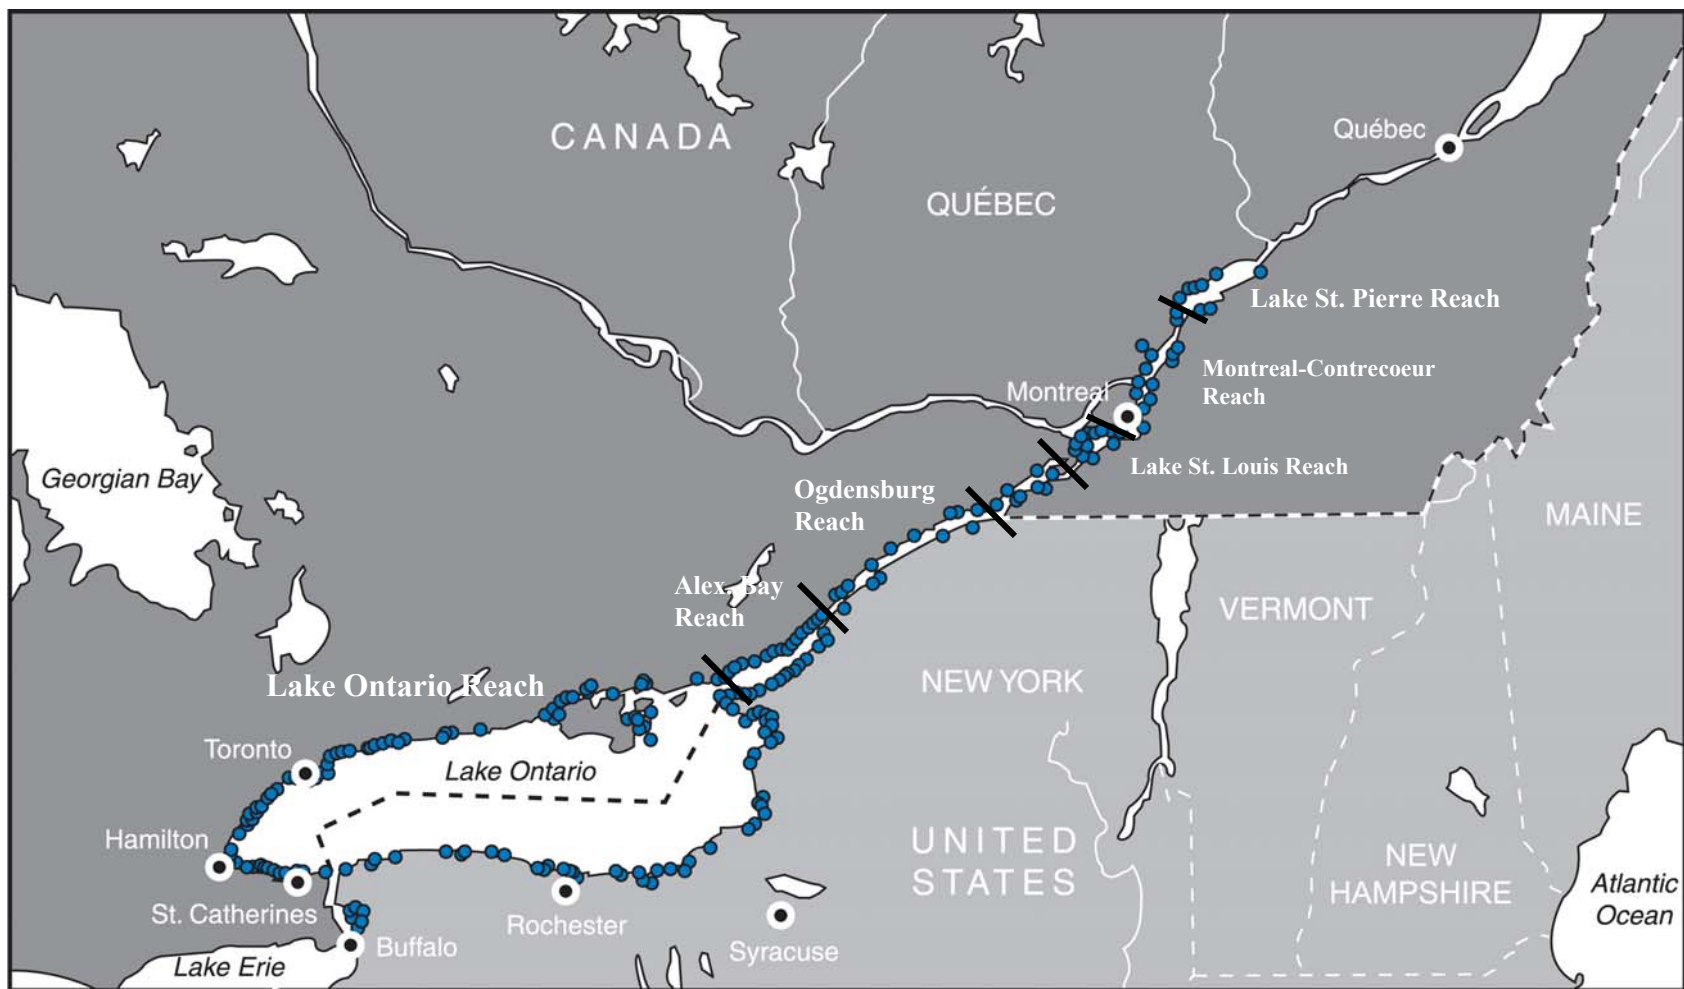 CANADA
Québec
QUÉBEC
Lake St. Pierre Reach
Montreal-Contrecoeur
Reach
Montreal
Lake St. Louis Reach
Georgian Bay
Ogdensburg
Reach
MAINE
Alex. Bay
Reach
VERMONT
Lake Ontario Reach
NEW YORK
Toronto
Lake Ontario
Hamilton
UNITED
STATES
NEW
HAMPSHIRE
Atlantic
Ocean
St. Catherines
Rochester
Buffalo
Syracuse
Lake Erie